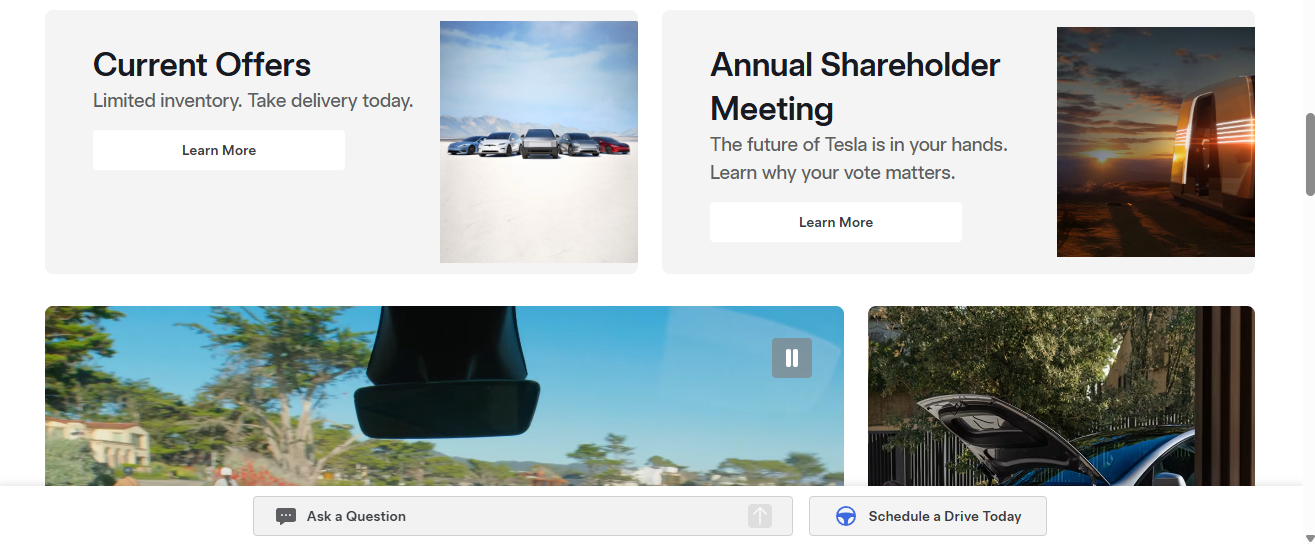 Current Offers
Limited inventory. Take delivery today.
Learn More
Annual Shareholder
Meeting
The future of Tesla is in your hands.
Learn why your vote matters.
Learn More
Ask a Question
Schedule a Drive Today